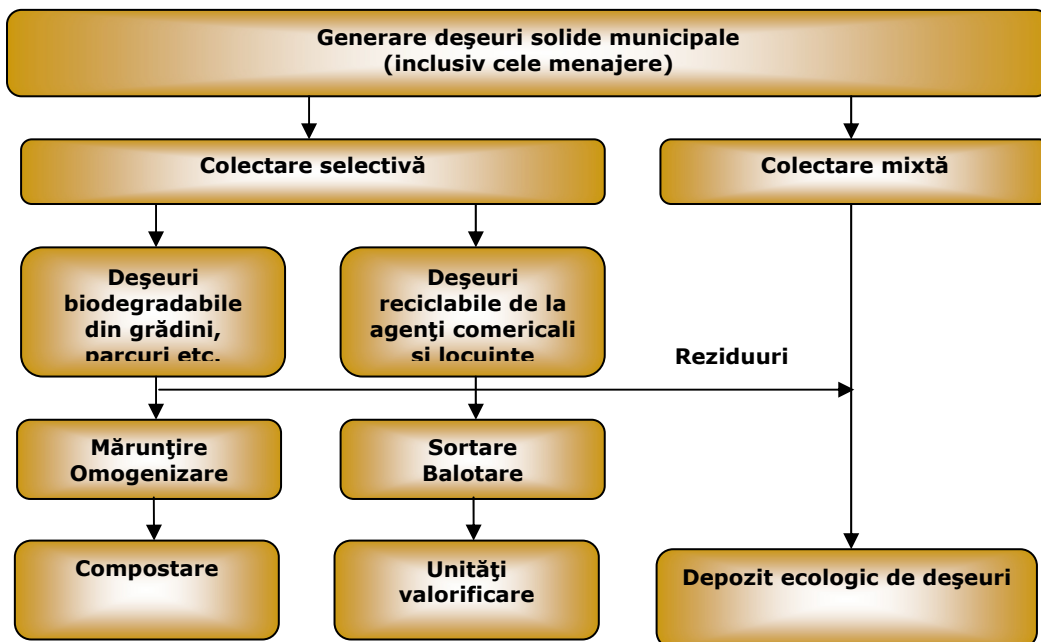 Generare deşeuri solide municipale
(inclusiv cele menajere)
Colectare selectivă
Colectare mixtă
Deşeuri
biodegradabile
din grădini,
parcuri etc.
Deşeuri
reciclabile de la
agenţi comericali
şi locuinţe
Reziduuri
Mărunţire
Omogenizare
Sortare
Balotare
Compostare
Unităţi
valorificare
Depozit ecologic de deşeuri